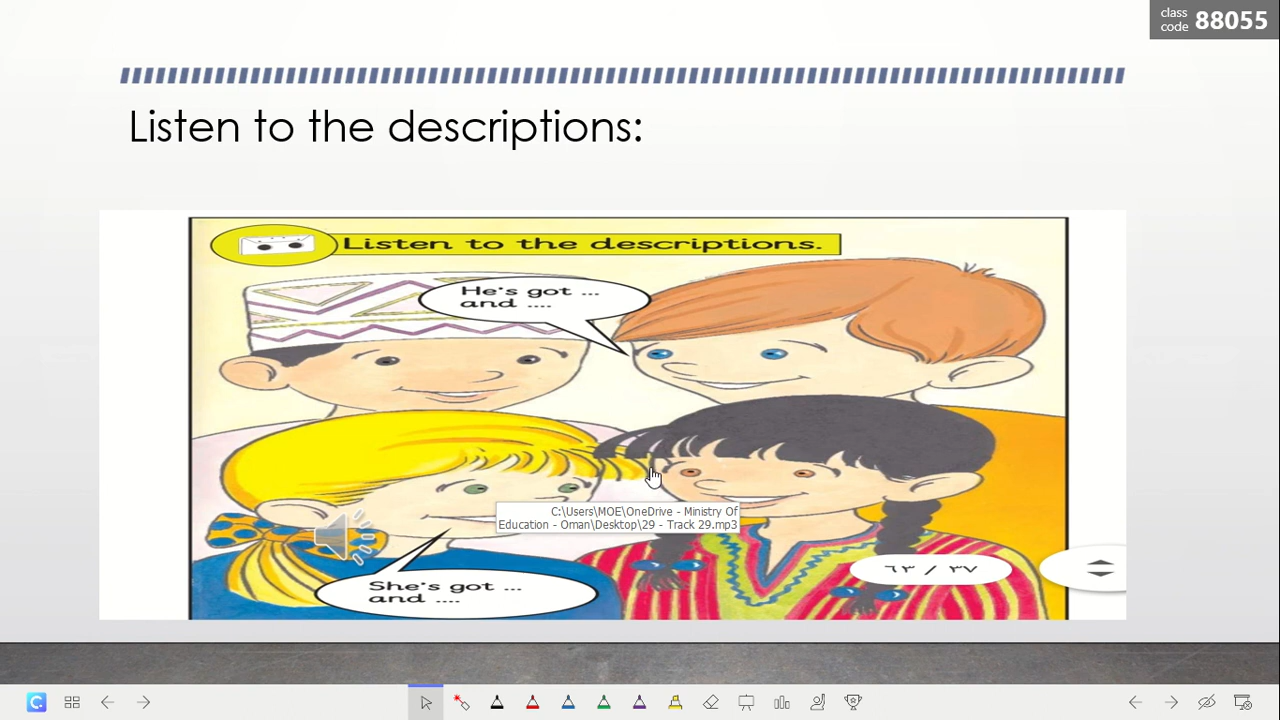 class
code 88055
Listen to the descriptions:
Listen to the descriptions.
He's got ...
and ....
C:\Users\MOE\OneDrive - Ministry Of
Education - Oman\Desktop\29 - Track 29.mp3
٦٣ / ٣٧
She's got ...
and ....